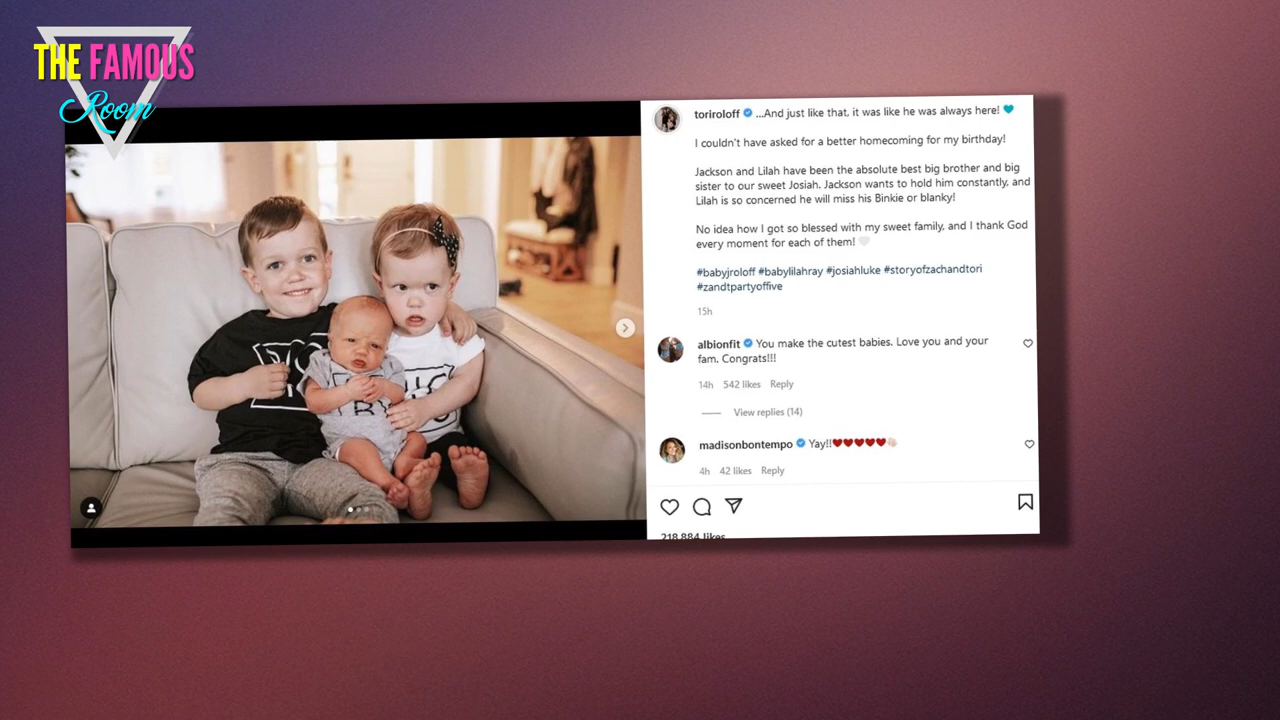 THE FAMOUS
Room
toriroloff ...And just like that, it was like he was always here! 🩵
I couldn't have asked for a better homecoming for my birthday!
Jackson and Lilah have been the absolute best big brother and big
sister to our sweet Josiah. Jackson wants to hold him constantly, and
Lilah is so concerned he will miss his Binkie or blanky!
No idea how I got so blessed with my sweet family, and I thank God
every moment for each of them! 🤍
#babyjroloff #babylilahray #josiahluke #storyofzachandtori
#zandtpartyoffive
15h
albionfit You make the cutest babies. Love you and your
fam. Congrats!!!
14h 542 likes Reply
View replies (14)
madisonbontempo Yay!!❤️❤️❤️❤️❤️👏🏻
4h 42 likes Reply
218,884 likes